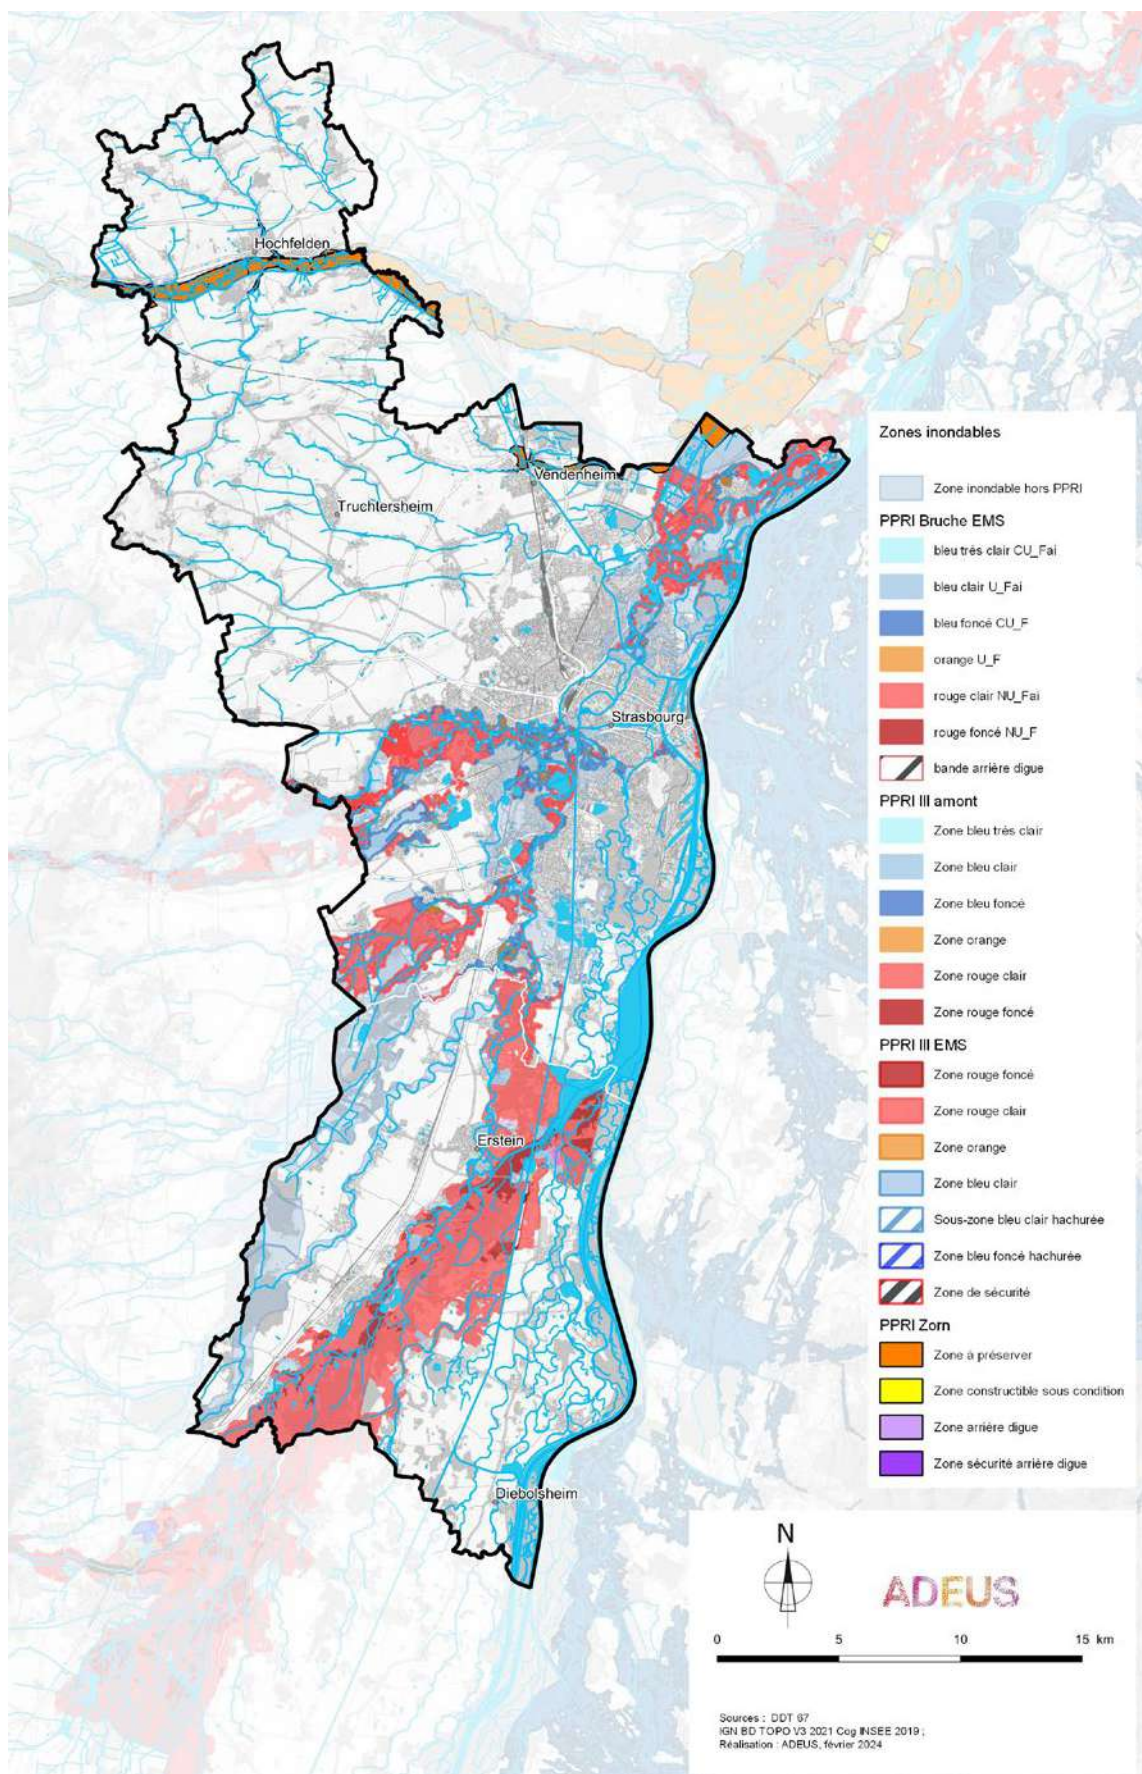 Hochfelden
Vendenheim
Truchtersheim
Strasbourg
Erstein
Diebolsheim
Zones inondables
Zone inondable hors PPRI
PPRI Bruche EMS
bleu très clair CU_Fai
bleu clair U_Fai
bleu foncé CU_F
orange U_F
rouge clair NU_Fai
rouge foncé NU_F
bande arrière digue
PPRI Ill amont
Zone bleu très clair
Zone bleu clair
Zone bleu foncé
Zone orange
Zone rouge clair
Zone rouge foncé
PPRI Ill EMS
Zone rouge foncé
Zone rouge clair
Zone orange
Zone bleu clair
Sous-zone bleu clair hachurée
Zone bleu foncé hachurée
Zone de sécurité
PPRI Zorn
Zone à préserver
Zone constructible sous condition
Zone arrière digue
Zone sécurité arrière digue
N
ADEUS
0 5 10 15 km
Sources : DDT 67
IGN BD TOPO V3 2021 Cog INSEE 2019 ;
Réalisation : ADEUS, février 2024